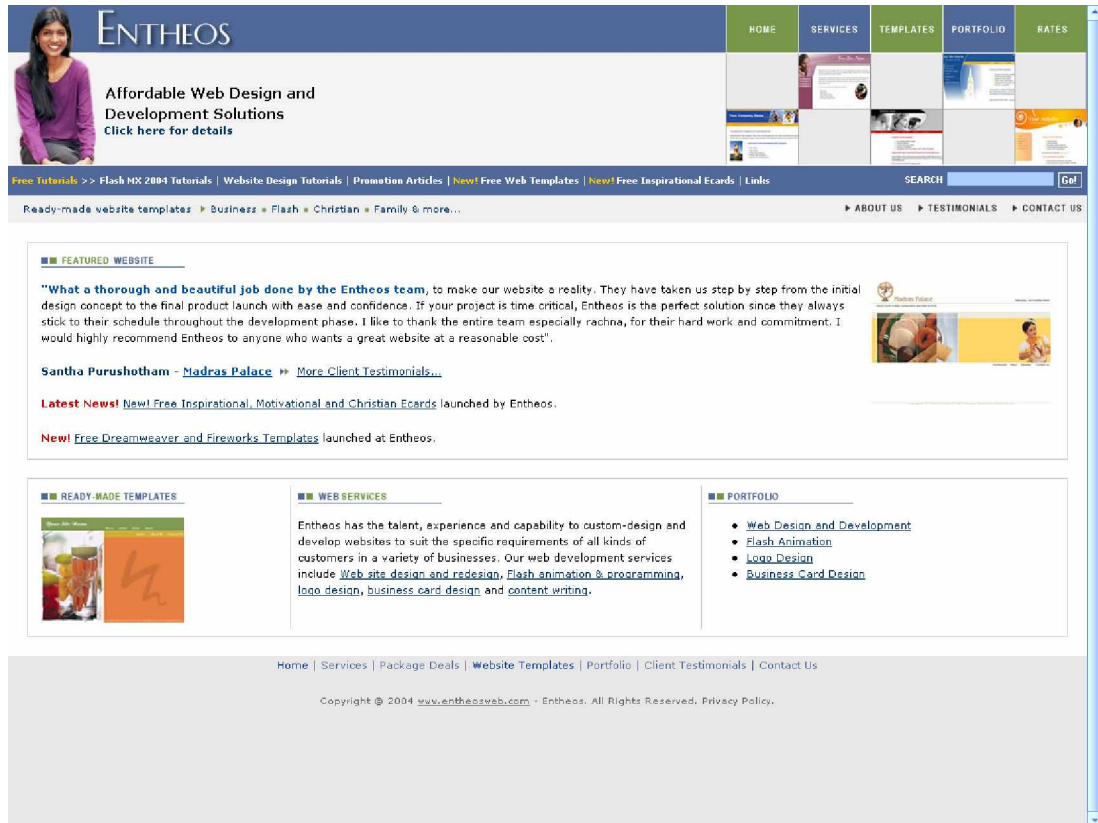 ENTHEOS
HOME
SERVICES
TEMPLATES
PORTFOLIO
RATES
Affordable Web Design and
Development Solutions
Click here for details
Free Tutorials >> Flash MX 2004 Tutorials | Website Design Tutorials | Promotion Articles | New! Free Web Templates | New! Free Inspirational Ecards | Links
SEARCH
Go!
Ready-made website templates Business Flash Christian Family & more...
ABOUT US TESTIMONIALS CONTACT US
FEATURED WEBSITE
"What a thorough and beautiful job done by the Entheos team, to make our website a reality. They have taken us step by step from the initial
design concept to the final product launch with ease and confidence. If your project is time critical, Entheos is the perfect solution since they always
stick to their schedule throughout the development phase. I like to thank the entire team especially rachna, for their hard work and commitment. I
would highly recommend Entheos to anyone who wants a great website at a reasonable cost".
Madras Palace
Santha Purushotham - Madras Palace More Client Testimonials...
Latest News! New! Free Inspirational, Motivational and Christian Ecards launched by Entheos.
New! Free Dreamweaver and Fireworks Templates launched at Entheos.
READY-MADE TEMPLATES
WEB SERVICES
Entheos has the talent, experience and capability to custom-design and
develop websites to suit the specific requirements of all kinds of
customers in a variety of businesses. Our web development services
include Web site design and redesign, Flash animation & programming,
logo design, business card design and content writing.
PORTFOLIO
• Web Design and Development
• Flash Animation
• Logo Design
• Business Card Design
Home | Services | Package Deals | Website Templates | Portfolio | Client Testimonials | Contact Us
Copyright @ 2004 www.entheosweb.com - Entheos. All Rights Reserved. Privacy Policy.